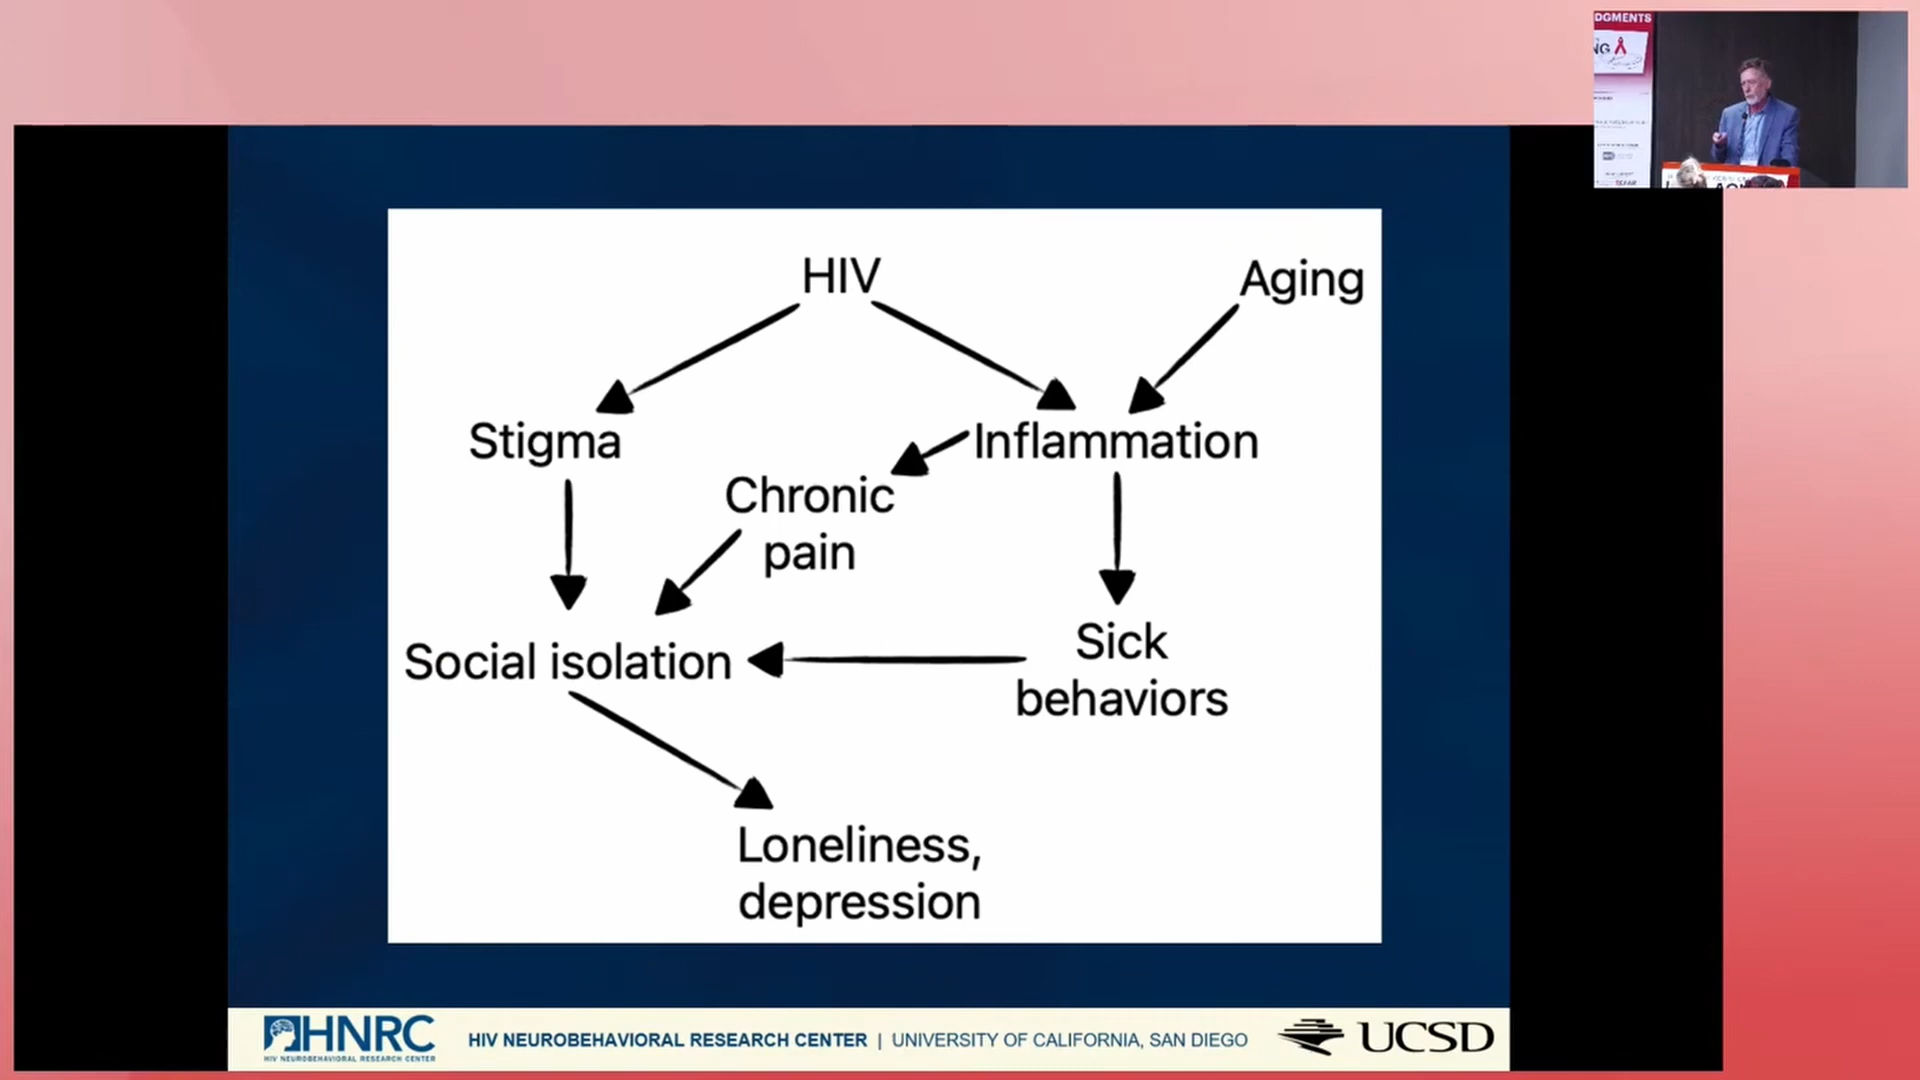 DGMENTS
NG
HIV
Aging
Stigma
Inflammation
Chronic
pain
Social isolation
Sick
behaviors
Loneliness,
depression
HNRC
HIV NEUROBEHAVIORAL RESEARCH CENTER
HIV NEUROBEHAVIORAL RESEARCH CENTER | UNIVERSITY OF CALIFORNIA, SAN DIEGO
UCSD